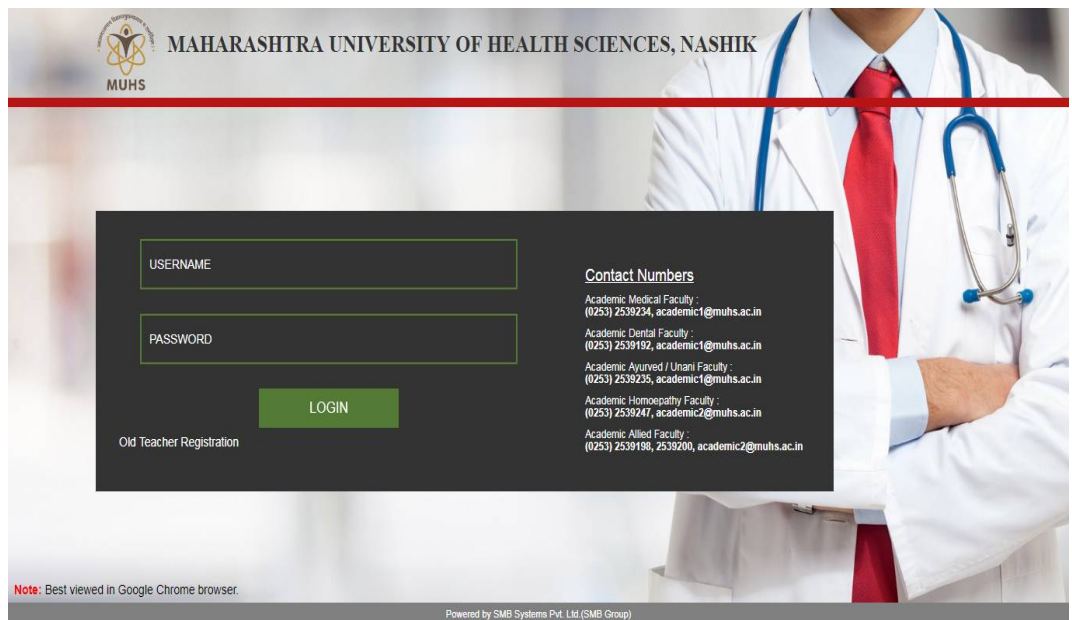 MUHS
MAHARASHTRA UNIVERSITY OF HEALTH SCIENCES, NASHIK
USERNAME
PASSWORD
LOGIN
Old Teacher Registration
Contact Numbers
Academic Medical Faculty :
(0253) 2539234, academic1@muhs.ac.in
Academic Dental Faculty :
(0253) 2539192, academic1@muhs.ac.in
Academic Ayurved / Unani Faculty :
(0253) 2539235, academic1@muhs.ac.in
Academic Homoepathy Faculty :
(0253) 2539247, academic2@muhs.ac.in
Academic Allied Faculty :
(0253) 2539198, 2539200, academic2@muhs.ac.in
Note: Best viewed in Google Chrome browser.
Powered by SMB Systems Pvt. Ltd.(SMB Group)